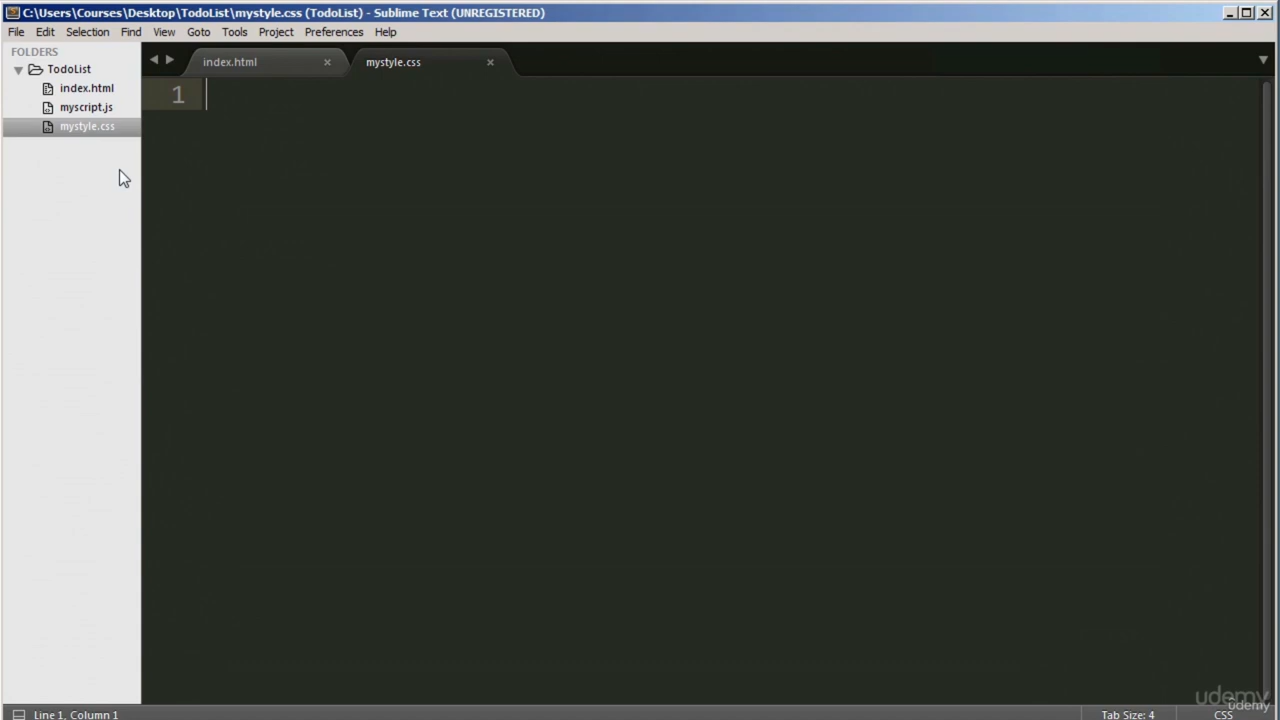 C:\Users\Courses\Desktop\TodoList\mystyle.css (TodoList) - Sublime Text (UNREGISTERED)
File Edit Selection Find View Goto Tools Project Preferences Help
FOLDERS
TodoList
index.html
myscript.js
mystyle.css
index.html mystyle.css
1
udemy
udemy
Line 1, Column 1 Tab Size: 4 CSS